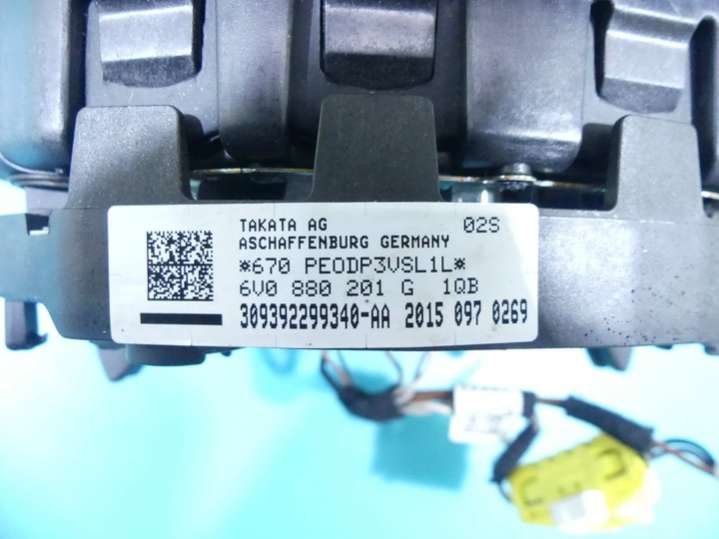 TAKATA AG 02S
ASCHAFFENBURG GERMANY
*670 PEODP3VSL1L*
6V0 880 201 G 1QB
309392299340-AA 2015 097 0269